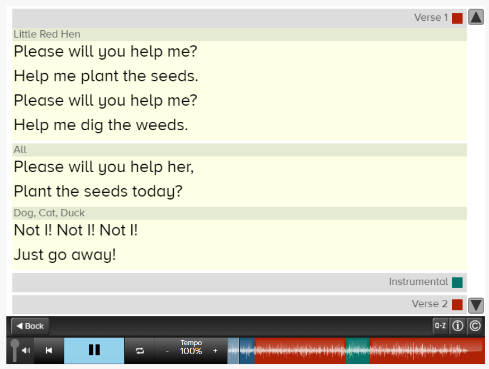 Verse 1
Little Red Hen
Please will you help me?
Help me plant the seeds.
Please will you help me?
Help me dig the weeds.
All
Please will you help her,
Plant the seeds today?
Dog, Cat, Duck
Not I! Not I! Not I!
Just go away!
Instrumental
Verse 2
Back
a-z
Tempo
- 100% +